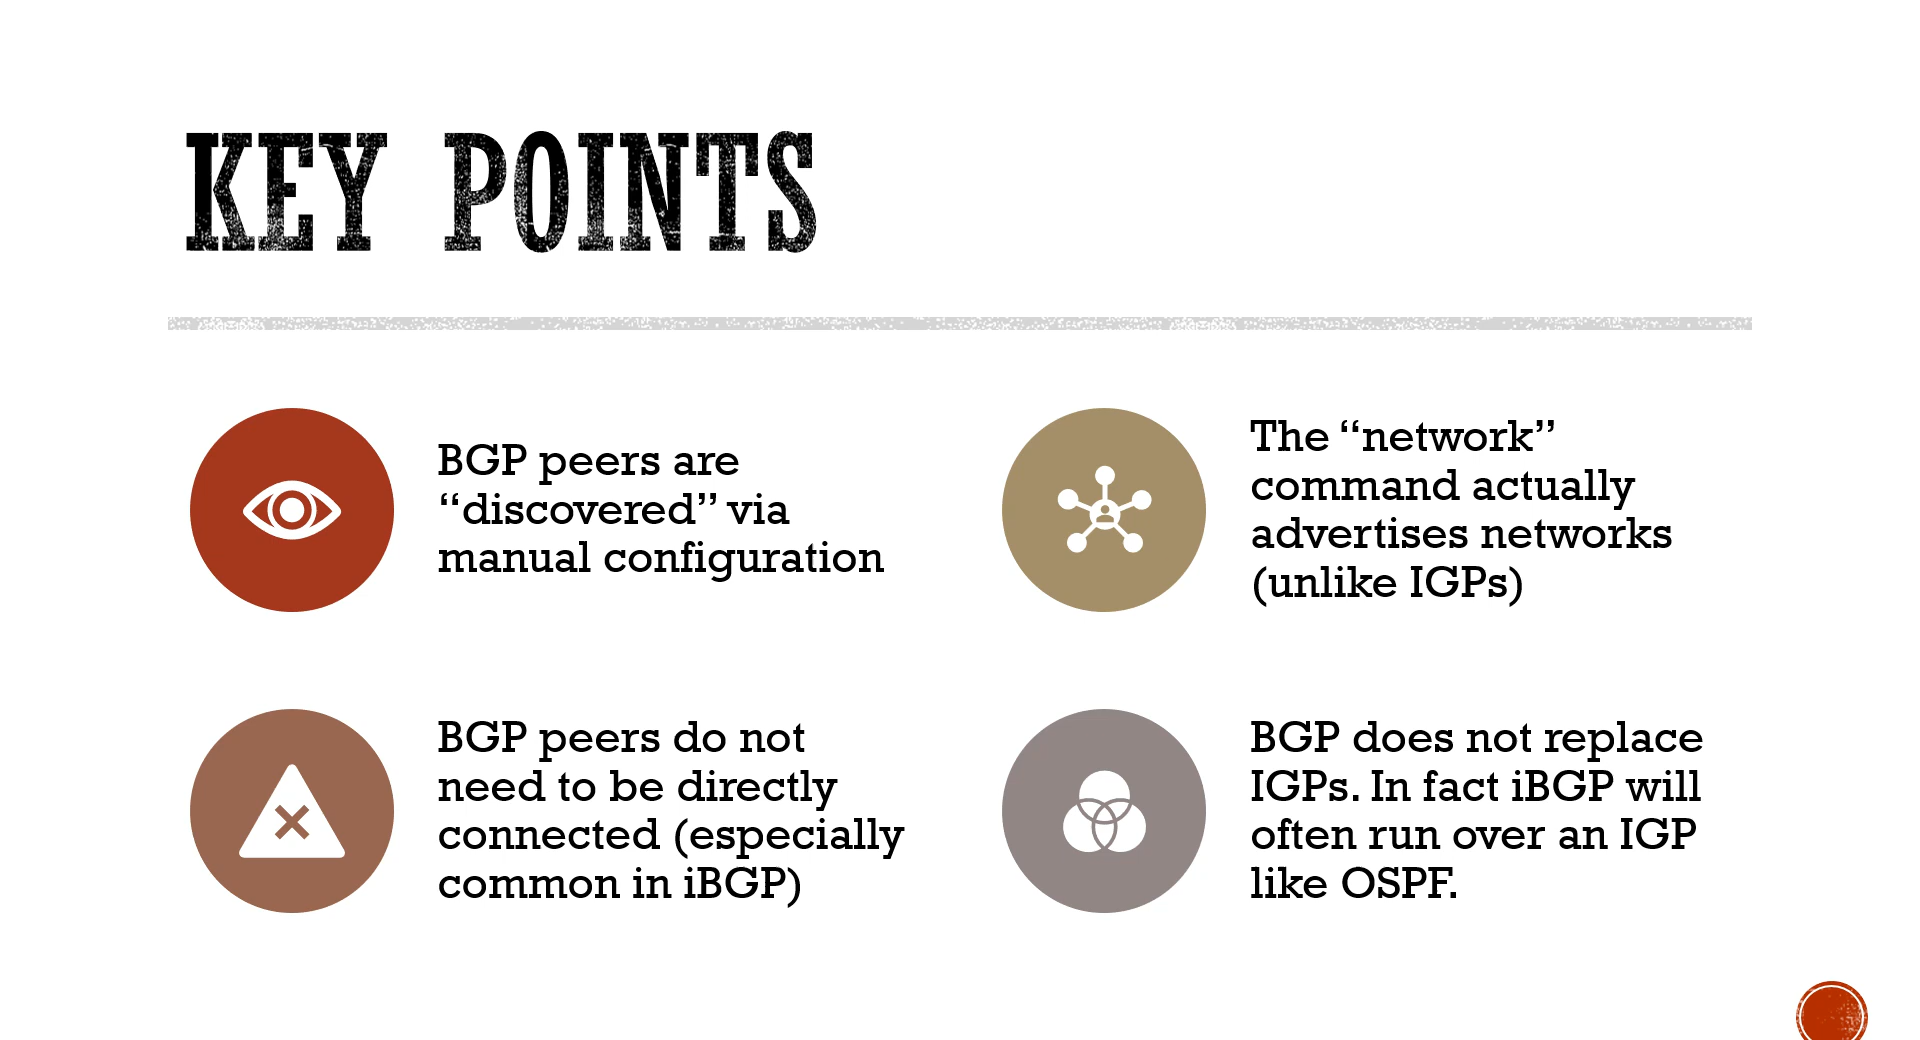 KEY POINTS
BGP peers are
“discovered” via
manual configuration
The “network”
command actually
advertises networks
(unlike IGPs)
BGP peers do not
need to be directly
connected (especially
common in iBGP)
BGP does not replace
IGPs. In fact iBGP will
often run over an IGP
like OSPF.